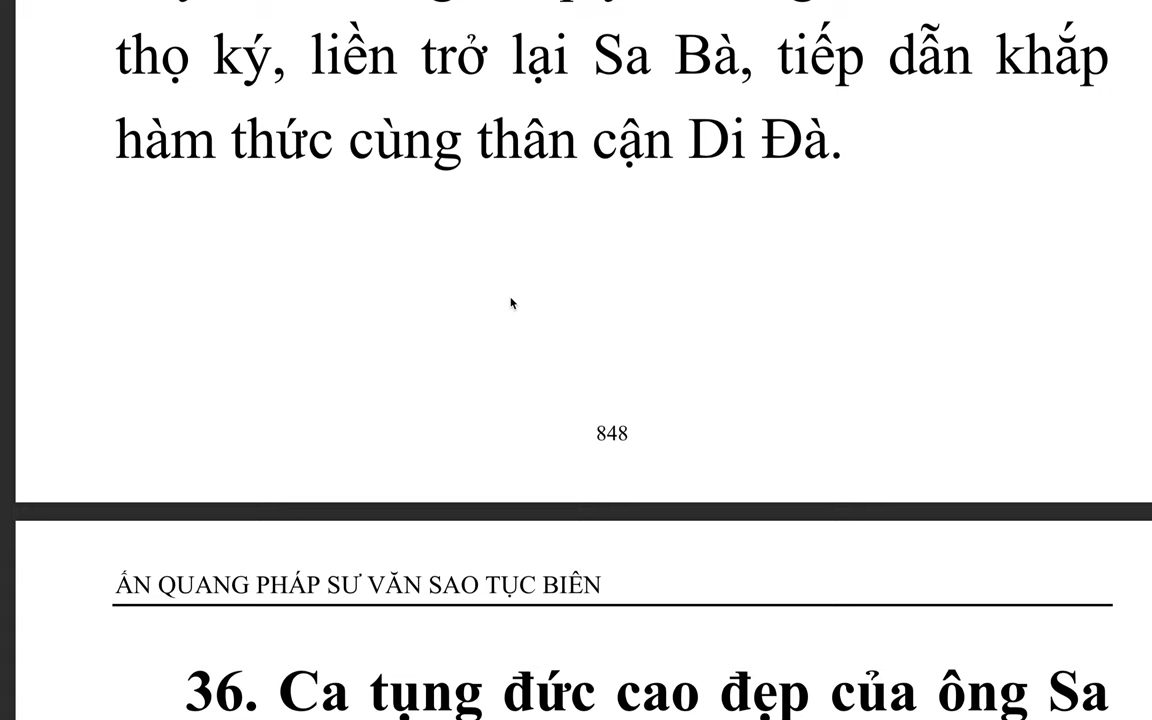 thọ ký, liền trở lại Sa Bà, tiếp dẫn khắp
hàm thức cùng thân cận Di Đà.
848
ẤN QUANG PHÁP SƯ VĂN SAO TỤC BIÊN
36. Ca tụng đức cao đẹp của ông Sa